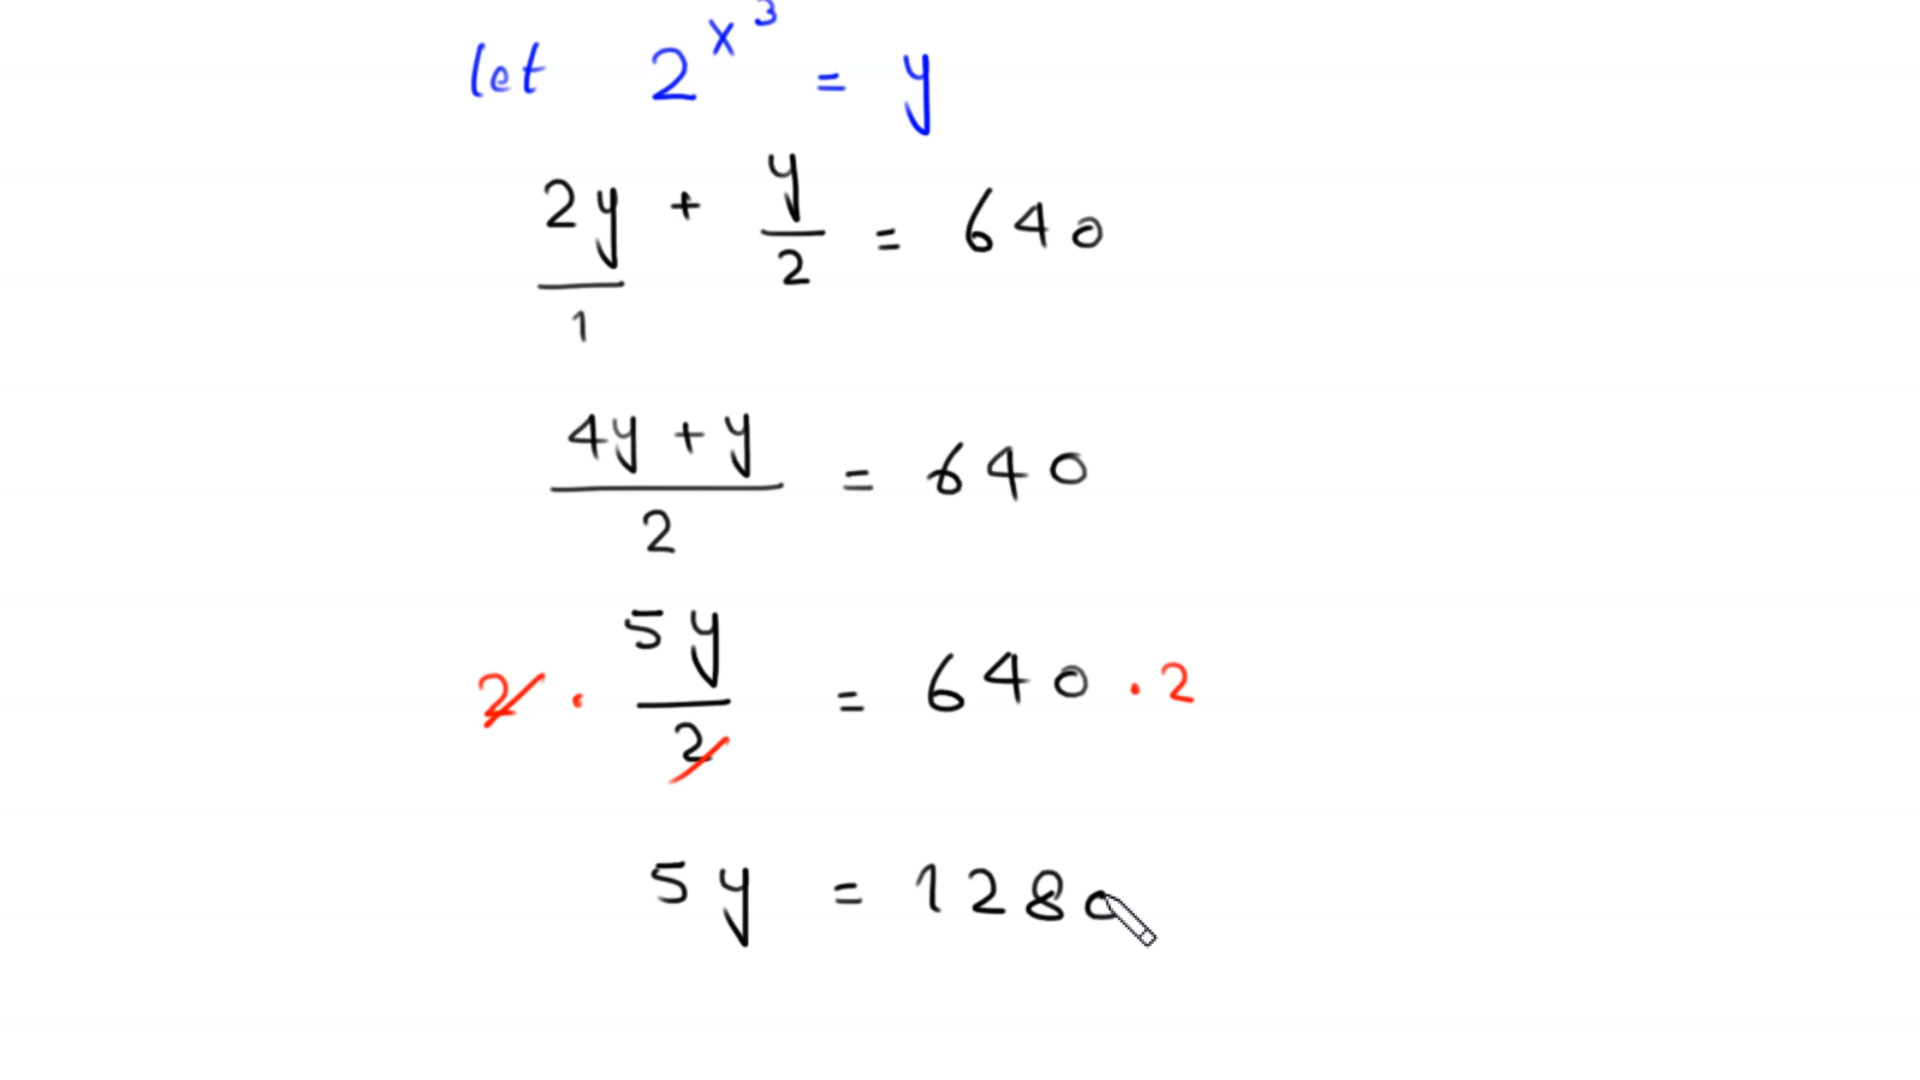 let 2^x^3 = y
2y/1 + y/2 = 640
4y + y / 2 = 640
2 · 5y/2 = 640 · 2
5y = 1280